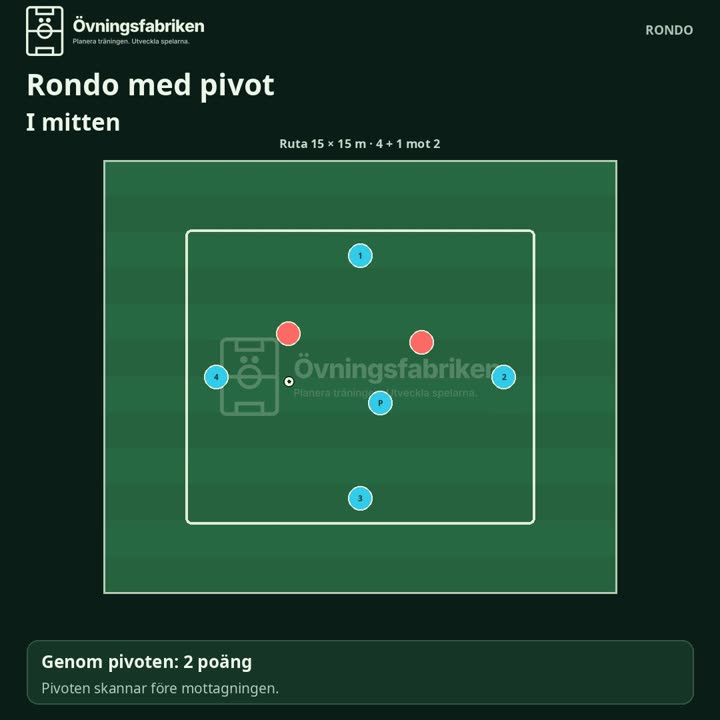 Övningsfabriken
Planera träningen. Utveckla spelarna.
RONDO
Rondo med pivot
I mitten
Ruta 15 × 15 m · 4 + 1 mot 2
1
Övningsfabriken
Planera träningen. Utveckla spelarna.
4
2
P
3
Genom pivoten: 2 poäng
Pivoten skannar före mottagningen.